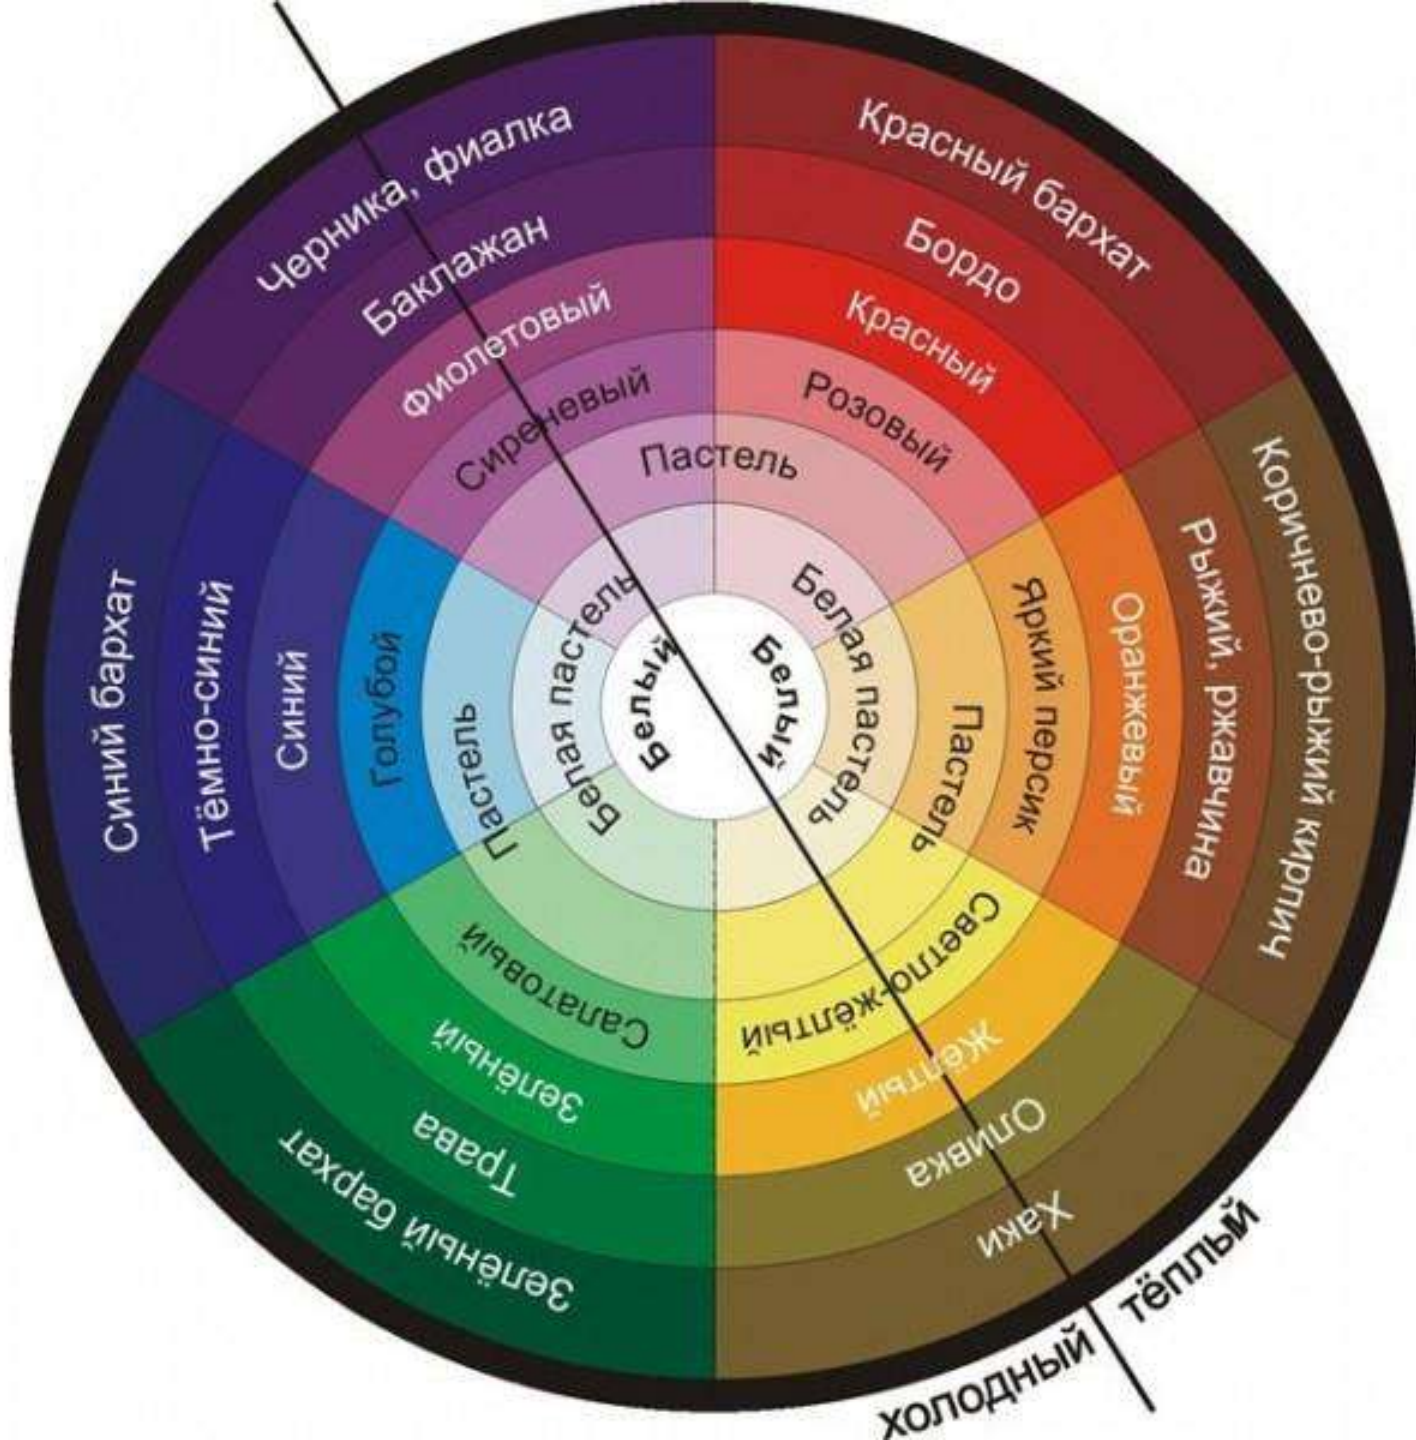 Черника, фиалка
Баклажан
Фиолетовый
Сиреневый
Пастель
Красный бархат
Бордо
Красный
Розовый
Белая пастель
Белый
Коричнево-рыжий кирпич
Рыжий, ржавчина
Оранжевый
Яркий персик
Пастель
Синий бархат
Тёмно-синий
Синий
Голубой
Пастель
Белая пастель
Белый
Светло-жёлтый
Жёлтый
Оливка
Хаки
Салатовый
Зелёный
Трава
Зелёный бархат
холодный
тёплый